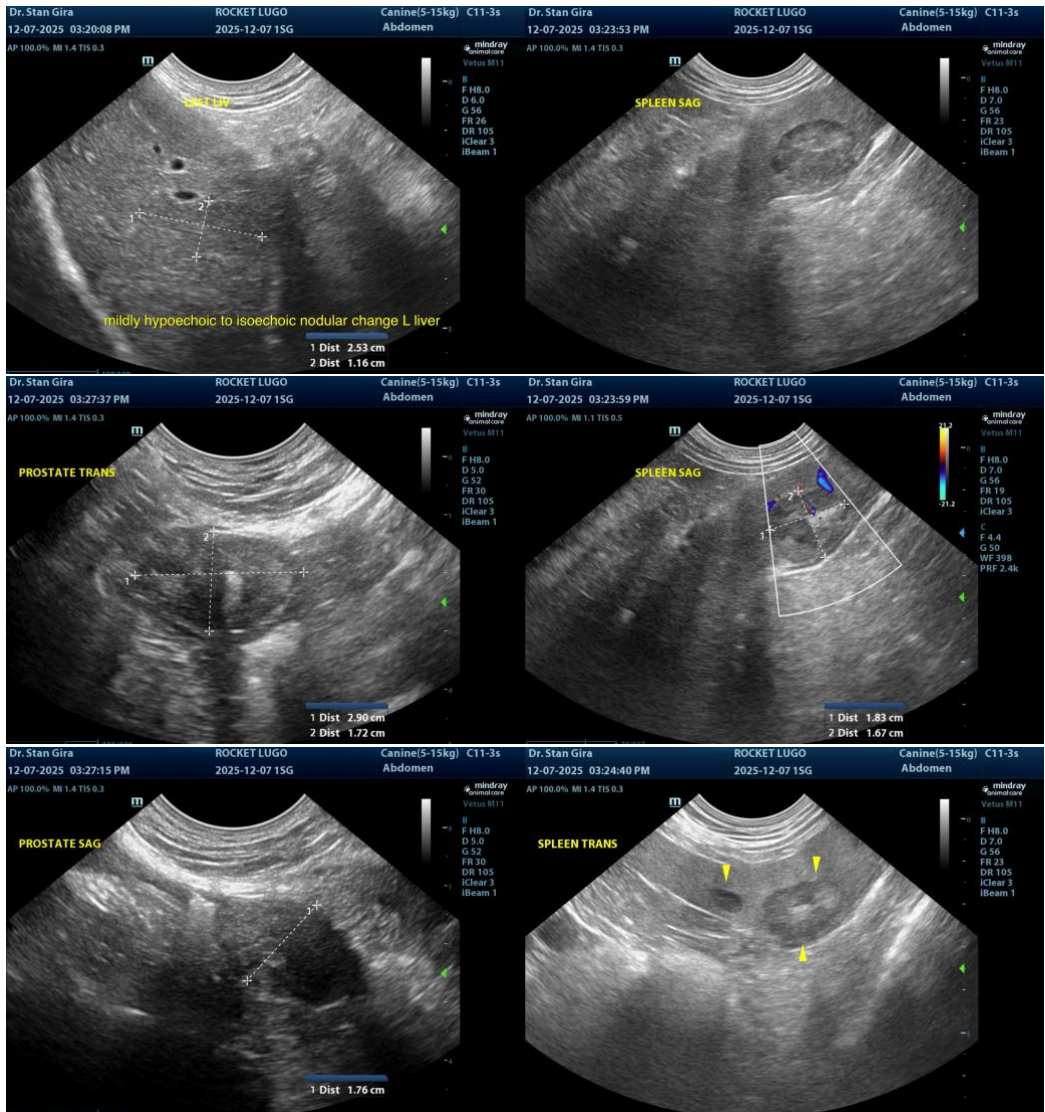 Dr. Stan Gira ROCKET LUGO Canine(5-15kg) C11-3s
12-07-2025 03:20:08 PM 2025-12-07 1SG Abdomen
AP 100.0% MI 1.4 TIS 0.3
mindray
animal care
Vetus M11
m
B
F H8.0
D 6.0
G 56
FR 26
DR 105
iClear 3
iBeam 1
LEFT LIV
1
2
mildly hypoechoic to isoechoic nodular change L liver
1 Dist 2.53 cm
2 Dist 1.16 cm
Dr. Stan Gira ROCKET LUGO Canine(5-15kg) C11-3s
12-07-2025 03:23:53 PM 2025-12-07 1SG Abdomen
AP 100.0% MI 1.4 TIS 0.3
mindray
animal care
Vetus M11
m
B
F H8.0
D 7.0
G 56
FR 23
DR 105
iClear 3
iBeam 1
SPLEEN SAG
Dr. Stan Gira ROCKET LUGO Canine(5-15kg) C11-3s
12-07-2025 03:27:37 PM 2025-12-07 1SG Abdomen
AP 100.0% MI 1.4 TIS 0.3
mindray
animal care
Vetus M11
m
B
F H8.0
D 5.0
G 52
FR 30
DR 105
iClear 3
iBeam 1
PROSTATE TRANS
2
1
1 Dist 2.90 cm
2 Dist 1.72 cm
Dr. Stan Gira ROCKET LUGO Canine(5-15kg) C11-3s
12-07-2025 03:23:59 PM 2025-12-07 1SG Abdomen
AP 100.0% MI 1.1 TIS 0.5
mindray
animal care
Vetus M11
m
21.2
-21.2
B
F H8.0
D 7.0
G 56
FR 19
DR 105
iClear 3
iBeam 1
C
F 4.4
G 50
WF 398
PRF 2.4k
SPLEEN SAG
2
1
1 Dist 1.83 cm
2 Dist 1.67 cm
Dr. Stan Gira ROCKET LUGO Canine(5-15kg) C11-3s
12-07-2025 03:27:15 PM 2025-12-07 1SG Abdomen
AP 100.0% MI 1.4 TIS 0.3
mindray
animal care
Vetus M11
m
B
F H8.0
D 5.0
G 52
FR 30
DR 105
iClear 3
iBeam 1
PROSTATE SAG
1
1 Dist 1.76 cm
Dr. Stan Gira ROCKET LUGO Canine(5-15kg) C11-3s
12-07-2025 03:24:40 PM 2025-12-07 1SG Abdomen
AP 100.0% MI 1.4 TIS 0.3
mindray
animal care
Vetus M11
m
B
F H8.0
D 7.0
G 56
FR 23
DR 105
iClear 3
iBeam 1
SPLEEN TRANS